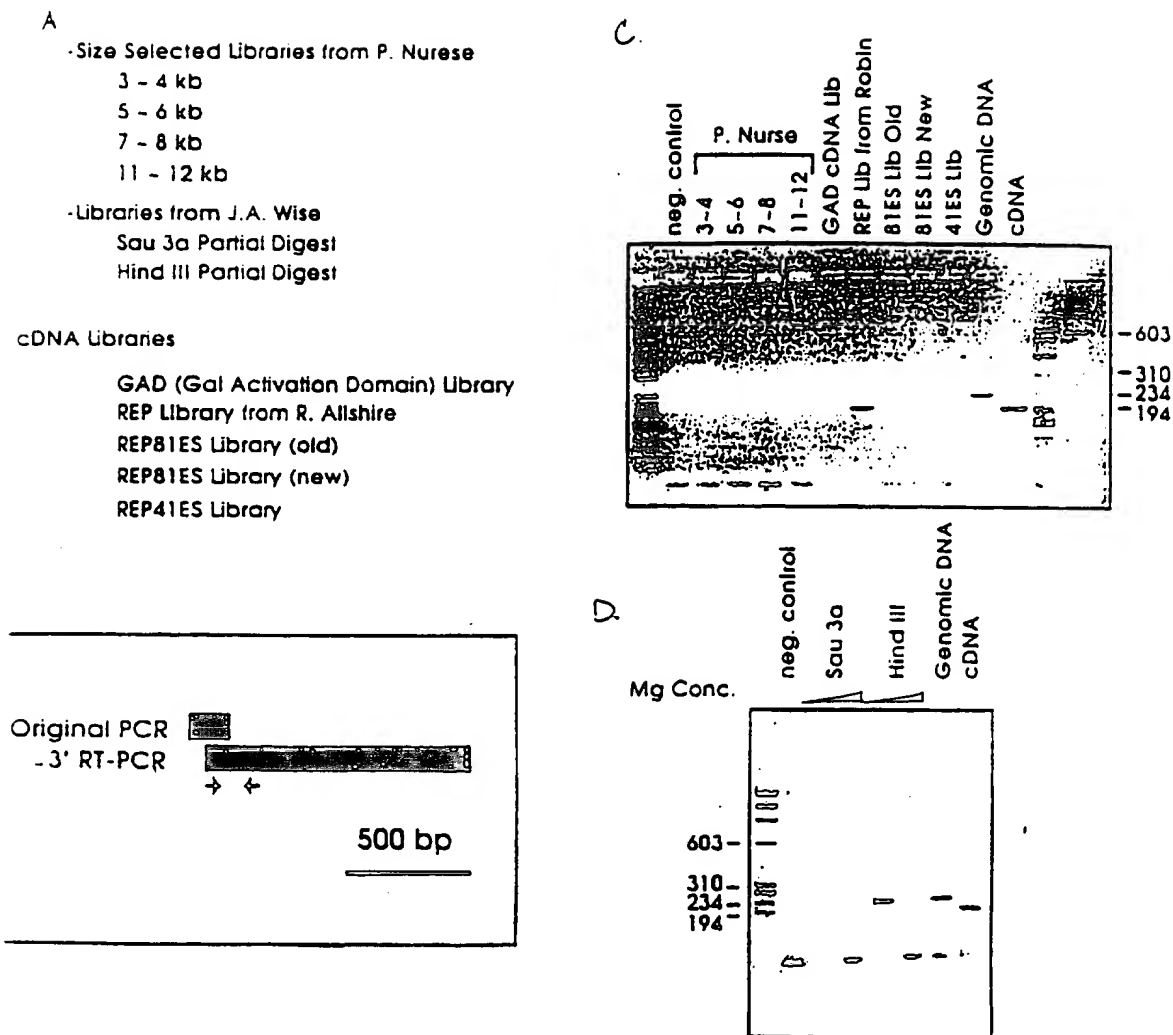 A
-Size Selected Libraries from P. Nurese
3 - 4 kb
5 - 6 kb
7 - 8 kb
11 - 12 kb
-Libraries from J.A. Wise
Sau 3a Partial Digest
Hind III Partial Digest
cDNA Libraries
GAD (Gal Activation Domain) Library
REP Library from R. Allshire
REP81ES Library (old)
REP81ES Library (new)
REP41ES Library
Original PCR
3' RT-PCR
500 bp
C.
P. Nurse
neg. control
3-4
5-6
7-8
11-12
GAD cDNA Lib
REP Lib from Robin
81ES Lib Old
81ES Lib New
41ES Lib
Genomic DNA
cDNA
603
310
234
194
D.
neg. control
Sau 3a
Hind III
Genomic DNA
cDNA
Mg Conc.
603
310
234
194